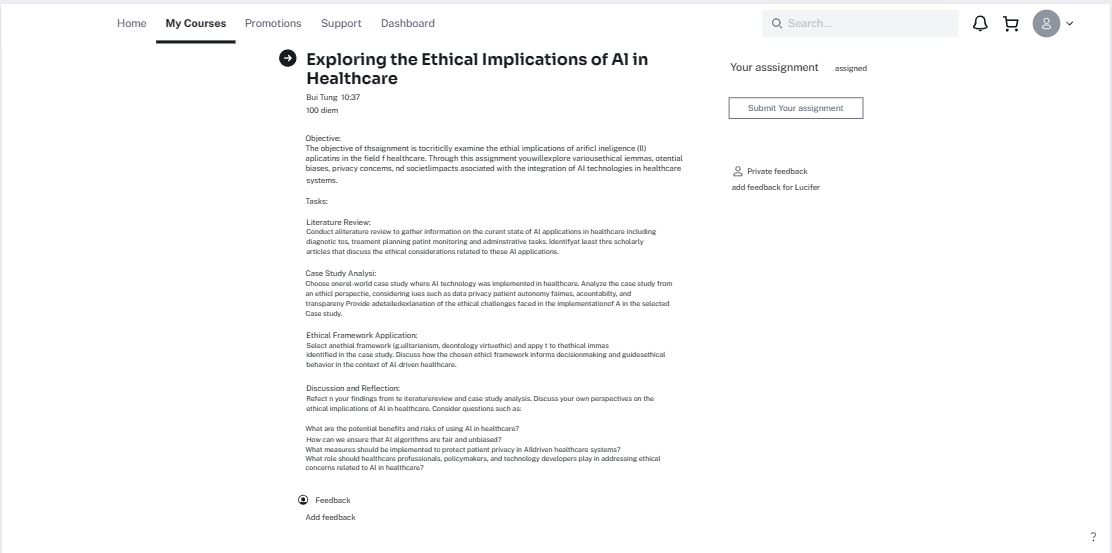 Home My Courses Promotions Support Dashboard Search...
Exploring the Ethical Implications of AI in
Healthcare
Bui Tung 10:37
100 diem
Your asssignment assigned
Submit Your assignment
Private feedback
add feedback for Lucifer
Objective:
The objective of thsaignment is tocriticlly examine the ethial implications of arificl ineligence (II)
aplicatins in the field f healthcare. Through this assignment youwillexplore variousethical iemmas, otential
biases, privacy concems, nd societlimpacts asociated with the integration of AI technologies in healthcare
systems.
Tasks:
Literature Review:
Conduct aliterature review to gather information on the curent state of AI applications in healthcare including
diagnotic tos, treament planning patint monitoring and adminstrative tasks. Identifyat least thre scholarly
articles that discuss the ethical considerations related to these AI applications.
Case Study Analysi:
Choose onerel-world case study where AI technology was implemented in healthcare. Analyze the case study from
an ethicl perspectie, considering iues such as data privacy patient autonomy fairnes, acountabilty, and
transpareny Provide adetailedexlanation of the ethical challenges faced in the implementationof A in the selected
Case study.
Ethical Framework Application:
Select anethial framework (g.uiltarianism, deontology virtuethic) and appy t to thethical immas
identified in the case study. Discuss how the chosen ethicl framework informs decisionmaking and guidesethical
behavior in the context of AI-driven healthcare.
Discussion and Reflection:
Refect n your findings from te iteraturereview and case study analysis. Discuss your own perspectives on the
ethical implications of AI in healthcare. Consider questions such as:
What are the potential benefits and risks of using AI in healthcare?
How can we ensure that AI algorithms are fair and unbiased?
What measures should be implemented to protect patient privacy in AIldriven healthcare systems?
What role should healthcare professionals, policymakers, and technology developers play in addressing ethical
concerns related to AI in healthcare?
Feedback
Add feedback
?